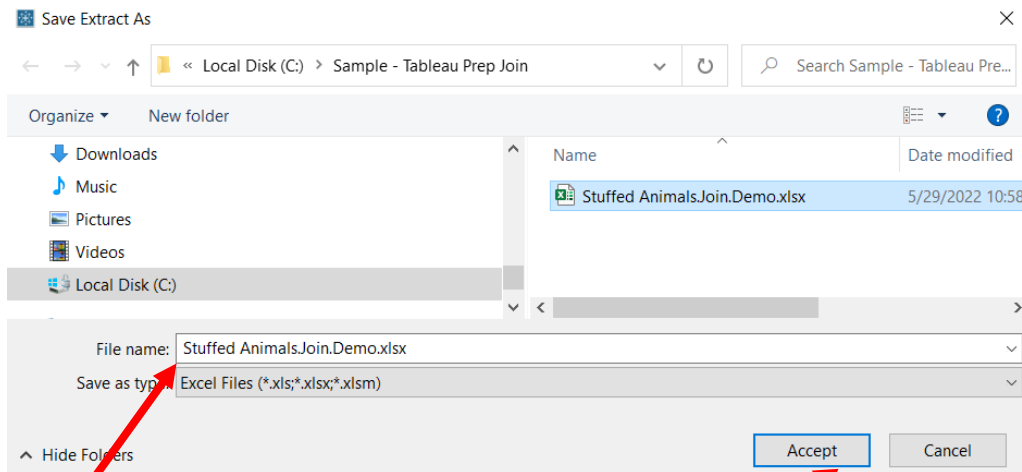 Save Extract As
« Local Disk (C:) > Sample - Tableau Prep Join
Search Sample - Tableau Pre...
Organize
New folder
?
Downloads
Music
Pictures
Videos
Local Disk (C:)
Name
Date modified
Stuffed Animals.Join.Demo.xlsx
5/29/2022 10:58
File name: Stuffed Animals.Join.Demo.xlsx
Save as type: Excel Files (*.xls;*.xlsx;*.xlsm)
Hide Folders
Accept
Cancel